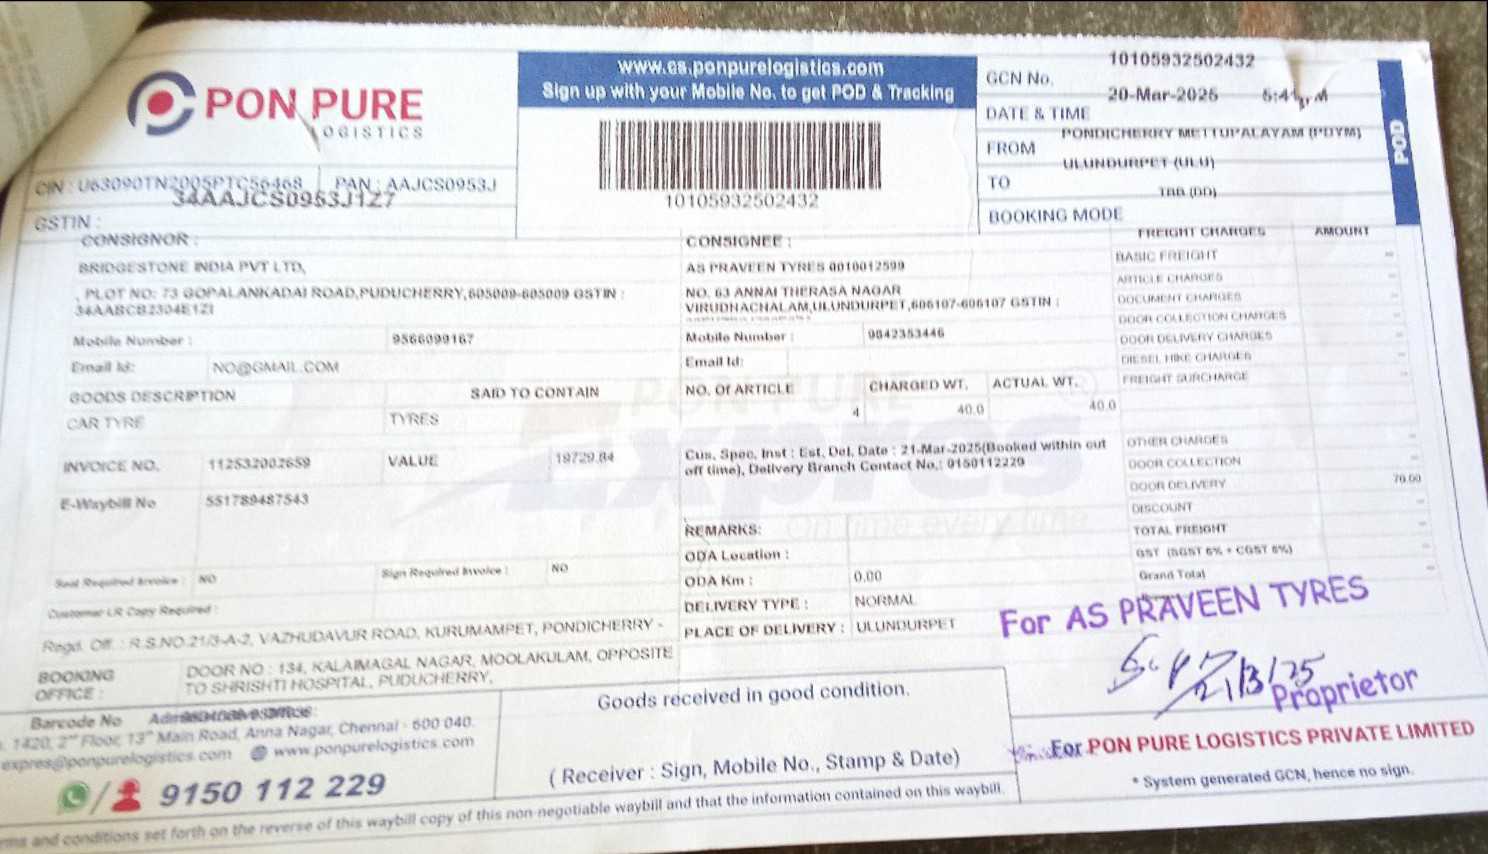 PON PURE
LOGISTICS
www.cs.ponpurelogistics.com
Sign up with your Mobile No. to get POD & Tracking
10105932502432
GCN No. 10105932502432
DATE & TIME 20-Mar-2025
FROM PONDICHERRY METTUPALAYAM (PDYM)
TO ULUNDURPET (ULU)
BOOKING MODE TBB (DD)
POD
CIN : U63090TN2005PTC56468 PAN : AAJCS0953J
GSTIN : 34AAJCS0953J1Z7
CONSIGNOR :
BRIDGESTONE INDIA PVT LTD,
, PLOT NO: 73 GOPALANKADAI ROAD,PUDUCHERRY,605009-605009 GSTIN :
34AABCB2304E1ZI
Mobile Number : 9566099167
Email Id: NO@GMAIL.COM
CONSIGNEE :
AS PRAVEEN TYRES 0010012599
NO. 63 ANNAI THERASA NAGAR
VIRUDHACHALAM,ULUNDURPET,606107-606107 GSTIN :
Mobile Number : 9842353446
Email Id:
GOODS DESCRIPTION SAID TO CONTAIN
CAR TYRE TYRES
NO. Of ARTICLE CHARGED WT. ACTUAL WT.
4 40.0 40.0
INVOICE NO. 112532002659 VALUE 19729.64
E-Waybill No 551789487543
Cus. Spec. Inst : Est. Del. Date : 21-Mar-2025(Booked within cut
off time), Delivery Branch Contact No.: 9150112229
PON PURE
Expres
On time every time
REMARKS:
ODA Location :
ODA Km : 0.00
DELIVERY TYPE : NORMAL
PLACE OF DELIVERY : ULUNDURPET
FREIGHT CHARGES AMOUNT
BASIC FREIGHT
ARTICLE CHARGES
DOCUMENT CHARGES
DOOR COLLECTION CHARGES
DOOR DELIVERY CHARGES
DIESEL HIKE CHARGES
FREIGHT SURCHARGE
OTHER CHARGES
DOOR COLLECTION
DOOR DELIVERY 70.00
DISCOUNT
TOTAL FREIGHT
GST (SGST 6% + CGST 6%)
Grand Total
Seal Required Invoice : NO Sign Required Invoice : NO
Customer LR Copy Required :
Regd. Off. : R.S.NO.21/3-A-2, VAZHUDAVUR ROAD, KURUMAMPET, PONDICHERRY -
BOOKING OFFICE : DOOR NO : 134, KALAIMAGAL NAGAR, MOOLAKULAM, OPPOSITE
TO SHRISHTI HOSPITAL, PUDUCHERRY,
Barcode No
1420, 2nd Floor, 13th Main Road, Anna Nagar, Chennai - 600 040.
expres@ponpurelogistics.com www.ponpurelogistics.com
9150 112 229
Goods received in good condition.
( Receiver : Sign, Mobile No., Stamp & Date)
For AS PRAVEEN TYRES
21/3/25
Proprietor
For PON PURE LOGISTICS PRIVATE LIMITED
* System generated GCN, hence no sign.
terms and conditions set forth on the reverse of this waybill copy of this non-negotiable waybill and that the information contained on this waybill.